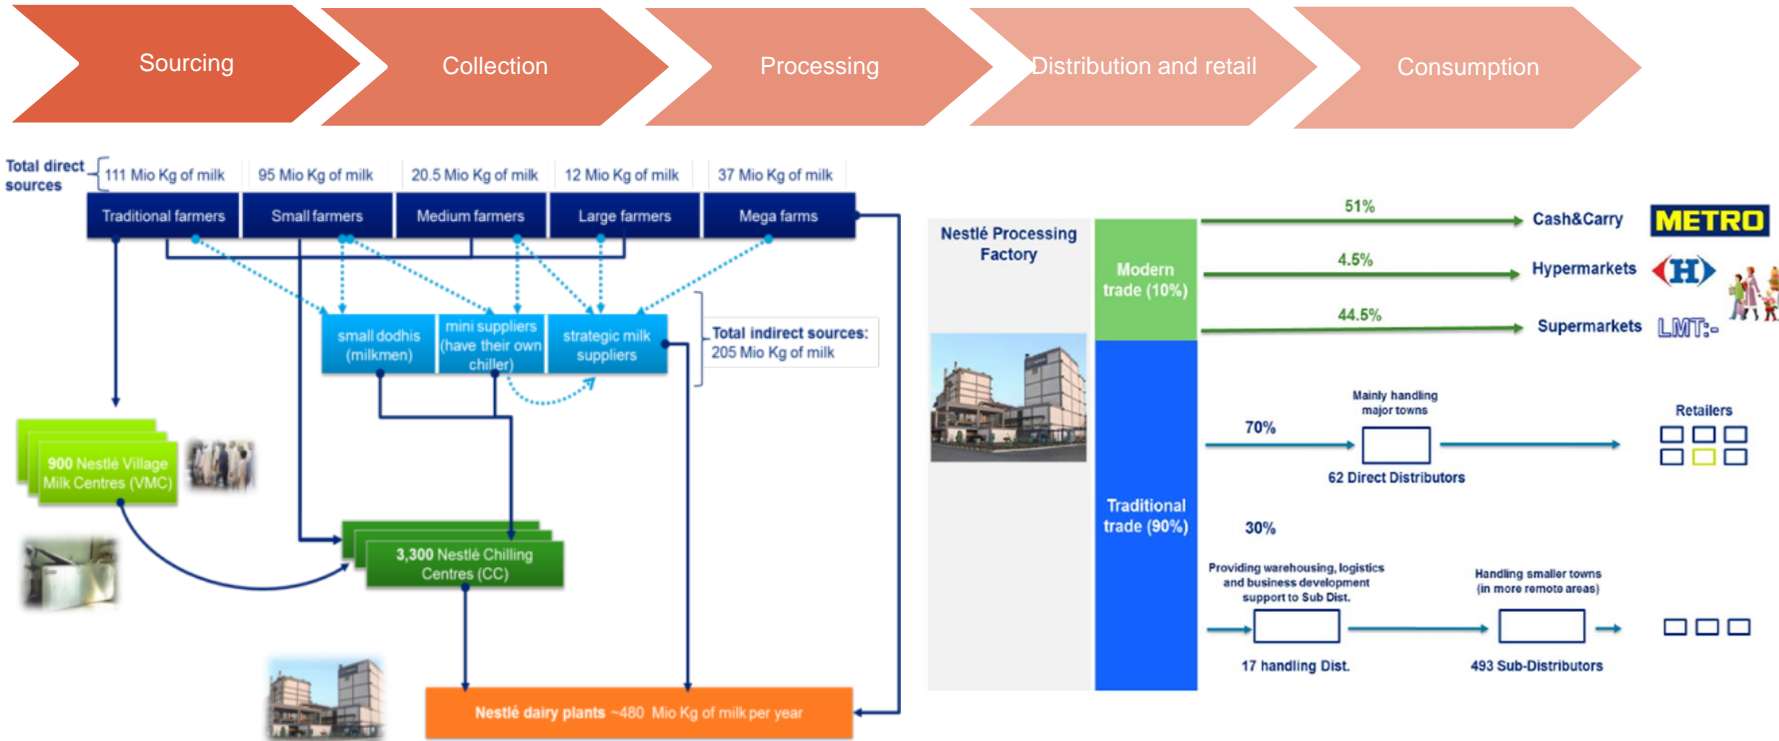 Sourcing
Collection
Processing
Distribution and retail
Consumption
Total direct
sources
111 Mio Kg of milk
95 Mio Kg of milk
20.5 Mio Kg of milk
12 Mio Kg of milk
37 Mio Kg of milk
Traditional farmers
Small farmers
Medium farmers
Large farmers
Mega farms
small dodhis
(milkmen)
mini suppliers
(have their own
chiller)
strategic milk
suppliers
Total indirect sources:
205 Mio Kg of milk
900 Nestlé Village
Milk Centres (VMC)
3,300 Nestlé Chilling
Centres (CC)
Nestlé dairy plants ~480 Mio Kg of milk per year
Nestlé Processing
Factory
Modern
trade (10%)
Traditional
trade (90%)
51%
Cash&Carry
METRO
4.5%
Hypermarkets
H
44.5%
Supermarkets
LMT:-
Mainly handling
major towns
70%
62 Direct Distributors
Retailers
30%
Providing warehousing, logistics
and business development
support to Sub Dist.
17 handling Dist.
Handling smaller towns
(in more remote areas)
493 Sub-Distributors